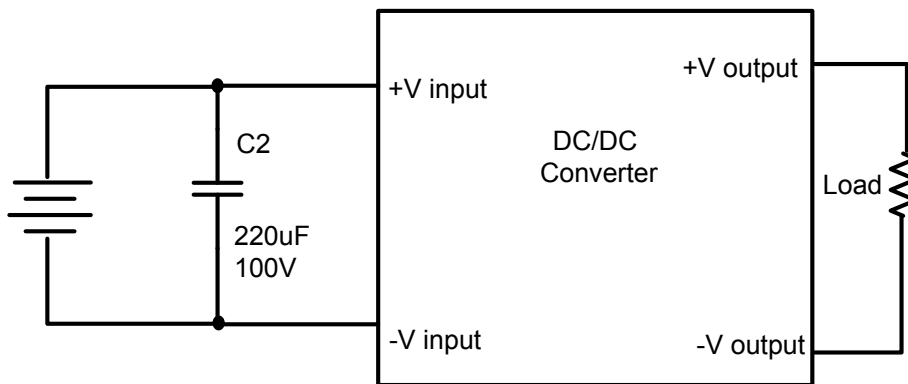 +V input
+V output
C2
DC/DC
Converter
Load
220uF
100V
-V input
-V output